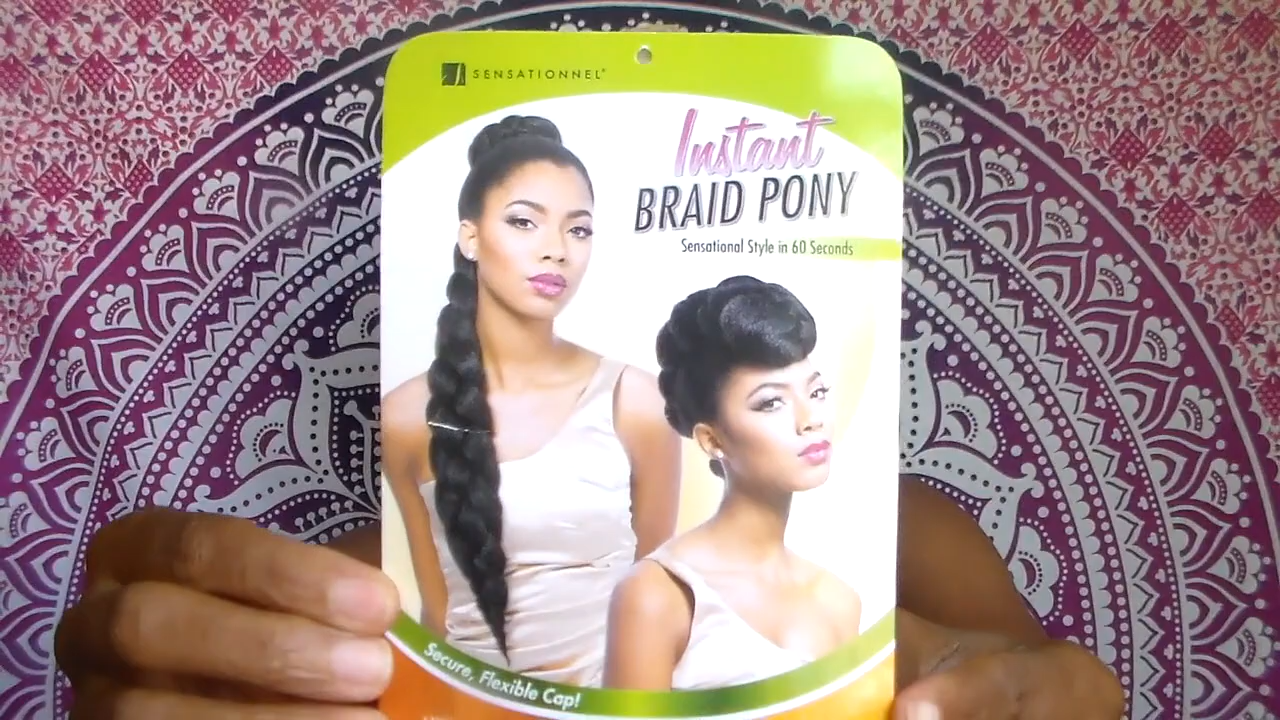 SENSATIONNEL®
Instant
BRAID PONY
Sensational Style in 60 Seconds
Secure, Flexible Cap!